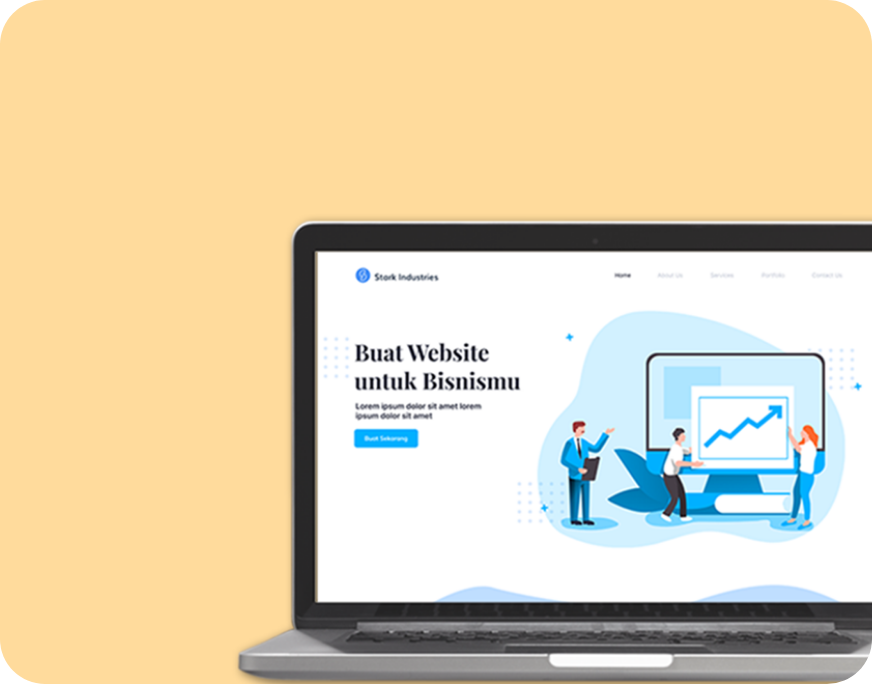 Stark Industries
Home About Us Services Portfolio Contact Us
Buat Website
untuk Bisnismu
Lorem ipsum dolor sit amet lorem
ipsum dolor sit amet
Buat Sekarang